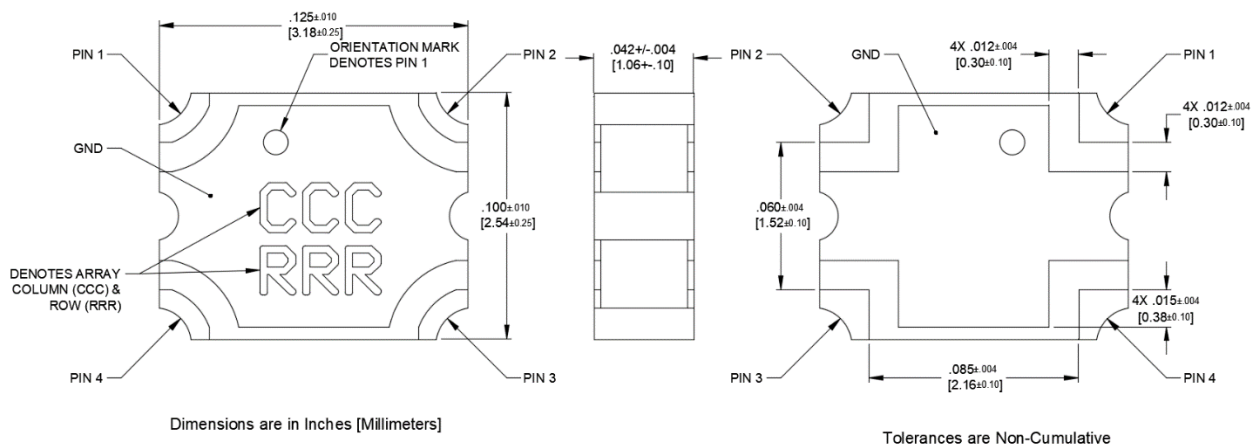 .125±.010
[3.18±0.25]
PIN 1
ORIENTATION MARK
DENOTES PIN 1
PIN 2
GND
CCC
RRR
.100±.010
[2.54±0.25]
DENOTES ARRAY
COLUMN (CCC) &
ROW (RRR)
PIN 4
PIN 3
Dimensions are in Inches [Millimeters]
.042+/-.004
[1.06+-.10]
PIN 2
GND
4X .012±.004
[0.30±0.10]
PIN 1
4X .012±.004
[0.30±0.10]
.060±.004
[1.52±0.10]
4X .015±.004
[0.38±0.10]
PIN 3
.085±.004
[2.16±0.10]
PIN 4
Tolerances are Non-Cumulative